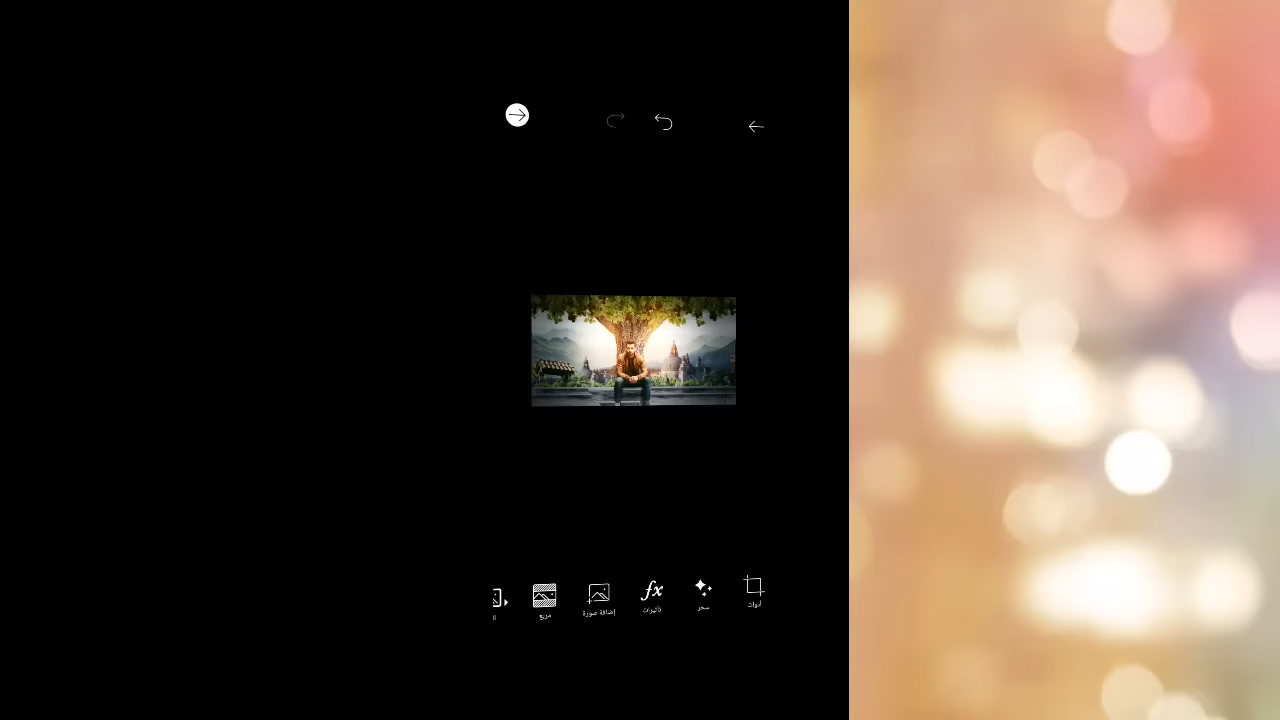 أدوات
سحر
تأثيرات
إضافة صورة
مربع